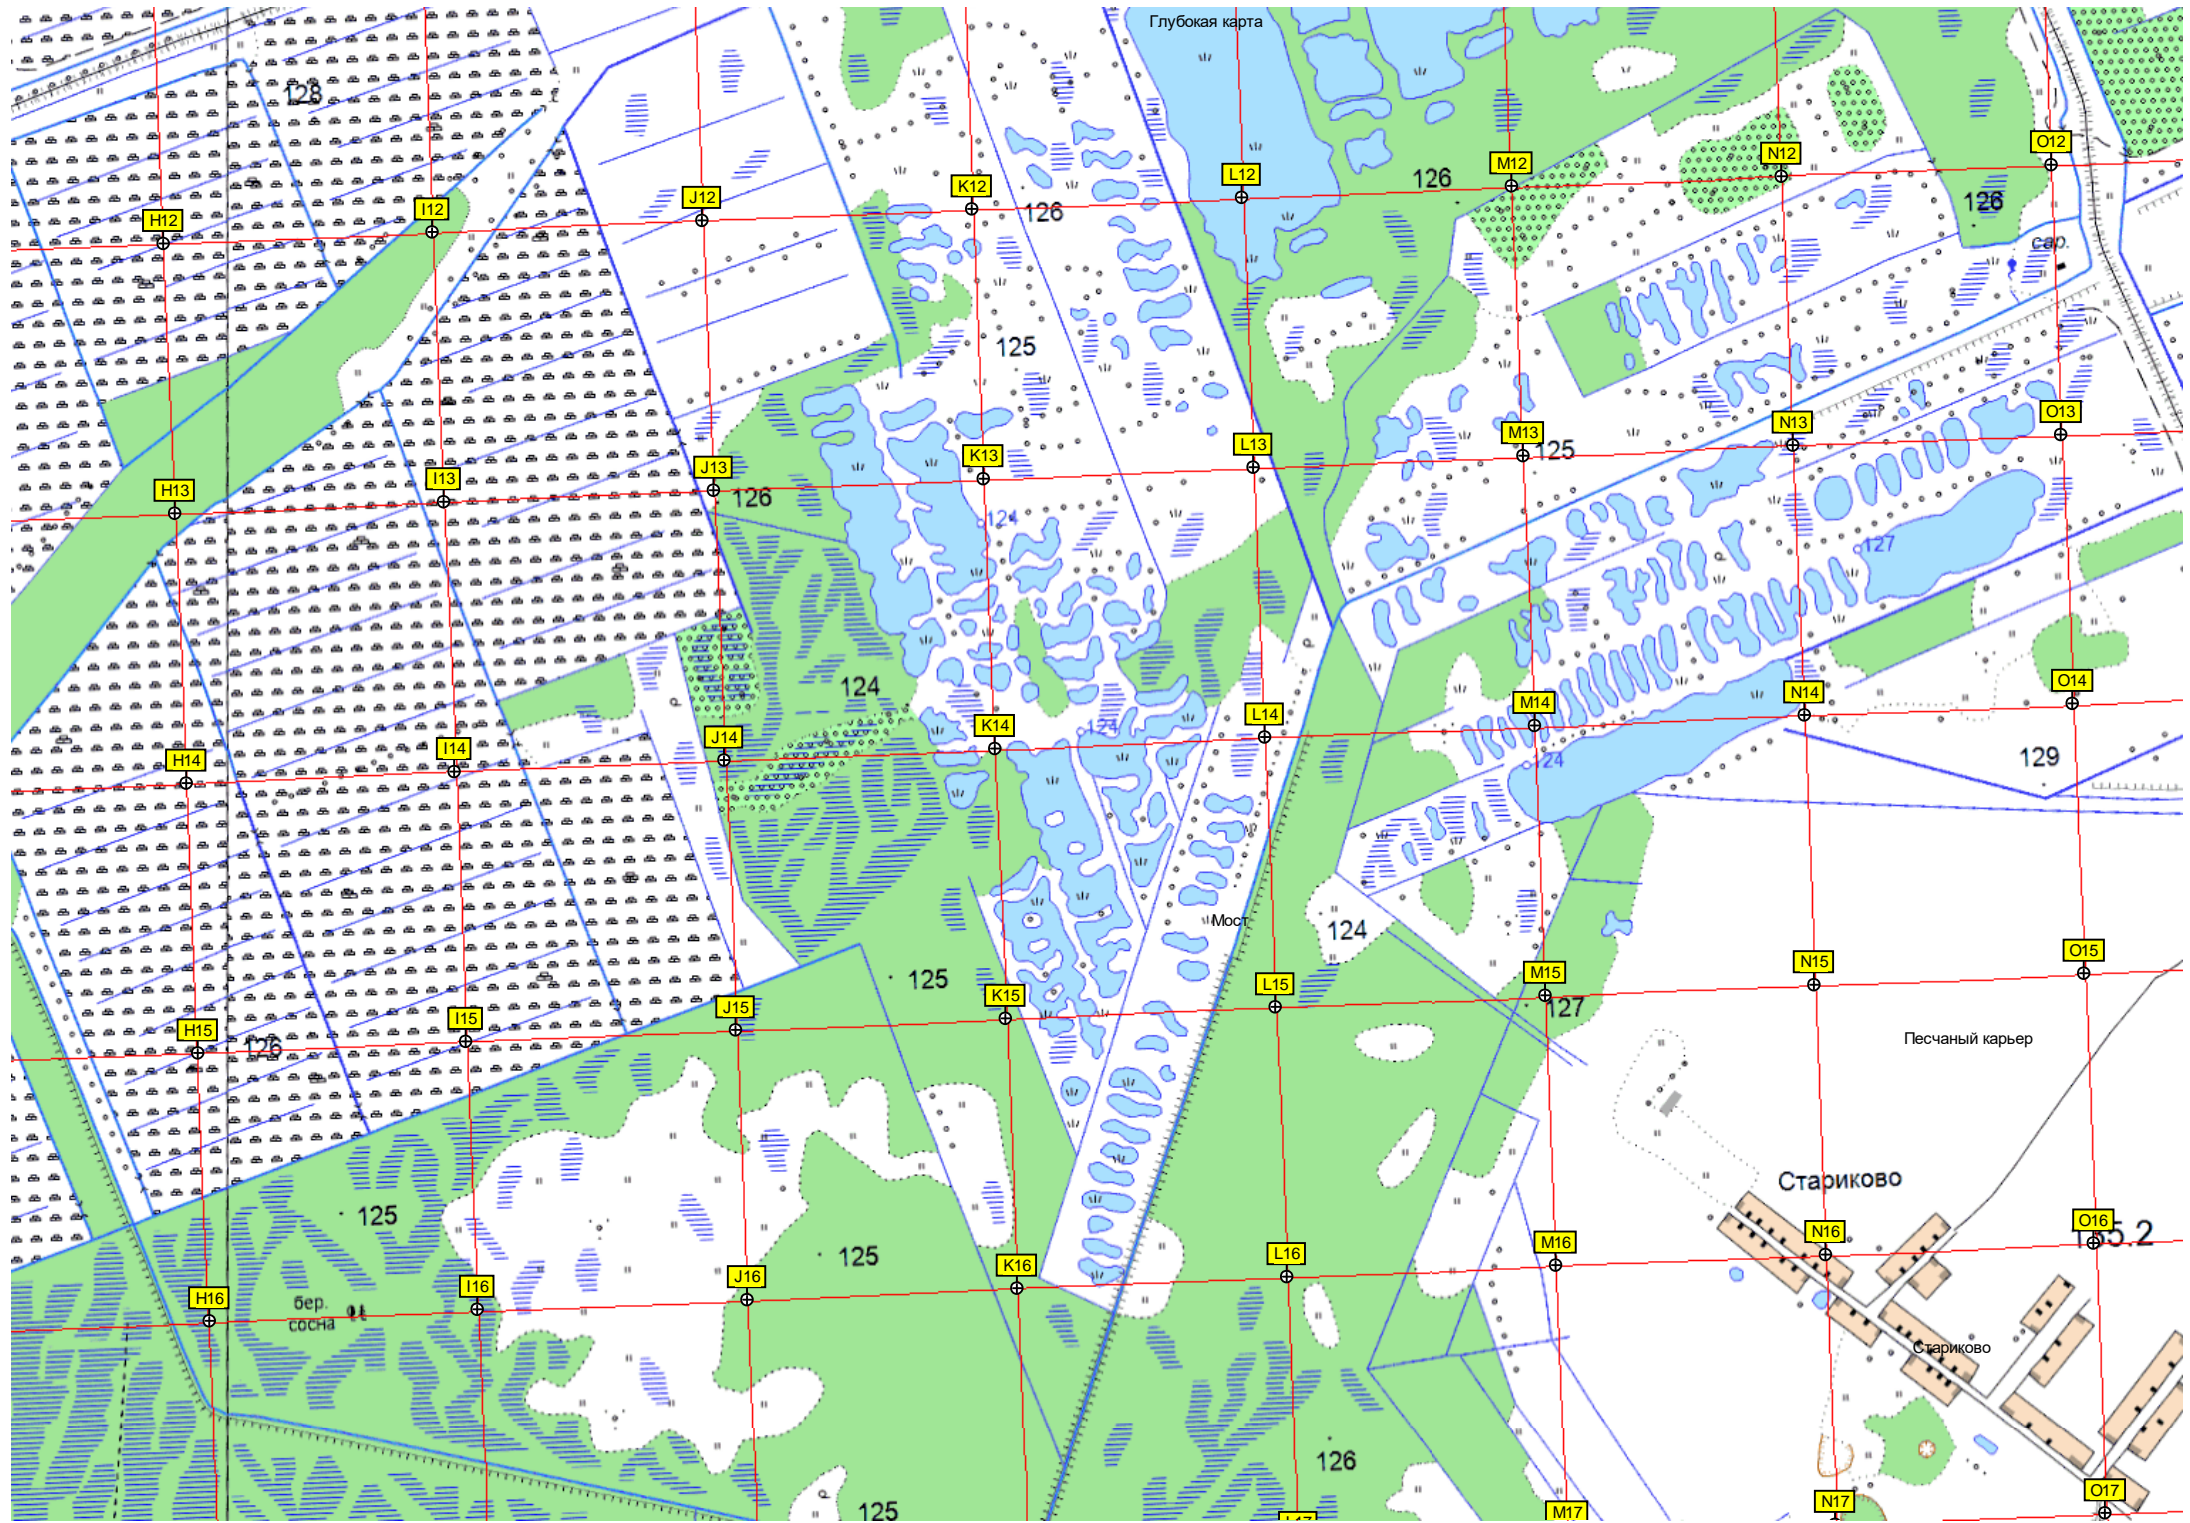 Глубокая карта
128
O12
N12
M12
126
L12
K12
126
J12
I12
H12
126
сар.
125
O13
N13
M13
125
L13
K13
J13
126
I13
H13
124
127
124
O14
N14
M14
L14
K14
124
J14
I14
H14
129
124
Мост
124
125
O15
N15
M15
127
L15
K15
J15
I15
H15
126
Песчаный карьер
Стариково
125
125
O16
N16
M16
L16
K16
J16
I16
H16
бер.
сосна
Стариково
126
125
O17
N17
M17